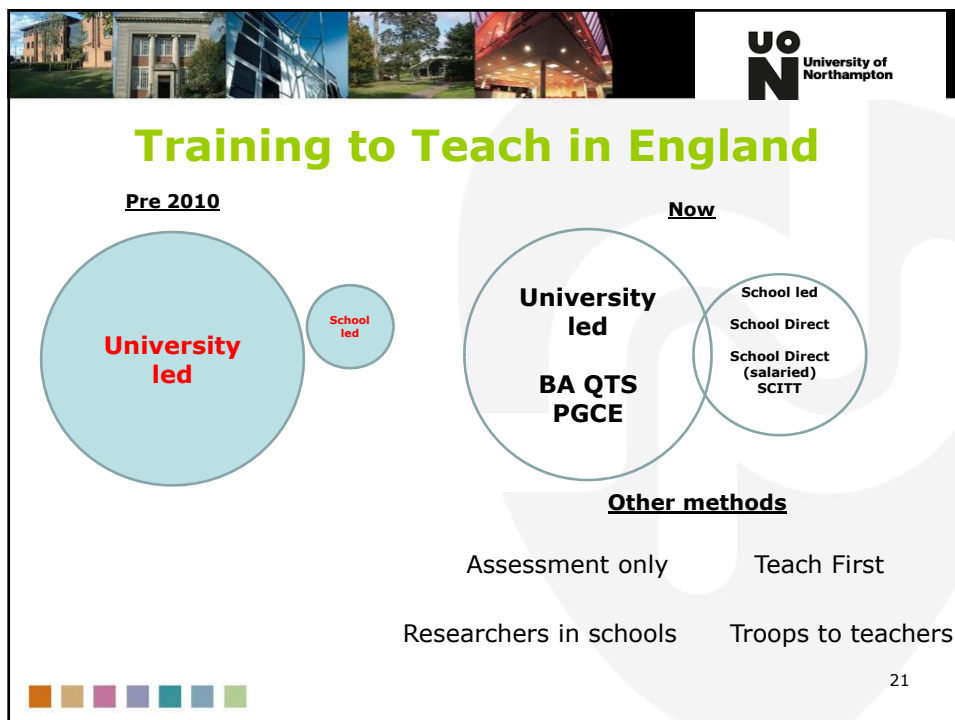 UO
N
University of
Northampton
Training to Teach in England
Pre 2010
University
led
School
led
Now
University
led
BA QTS
PGCE
School led
School Direct
School Direct
(salaried)
SCITT
Other methods
Assessment only
Teach First
Researchers in schools
Troops to teachers
21